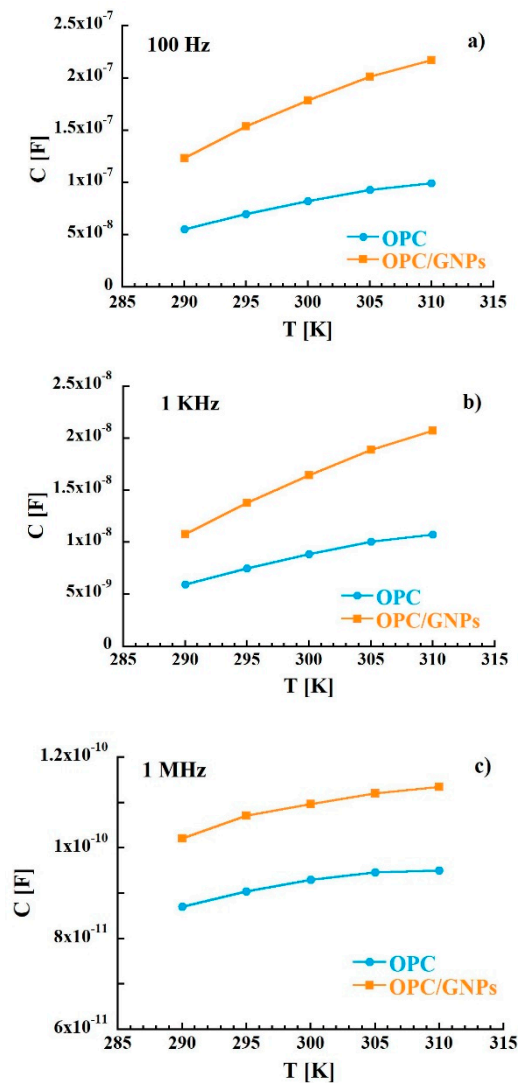 100 Hz
a)
2.5x10⁻⁷
2x10⁻⁷
1.5x10⁻⁷
1x10⁻⁷
5x10⁻⁸
0
C [F]
OPC
OPC/GNPs
285 290 295 300 305 310 315
T [K]
1 KHz
b)
2.5x10⁻⁸
2x10⁻⁸
1.5x10⁻⁸
1x10⁻⁸
5x10⁻⁹
0
C [F]
OPC
OPC/GNPs
285 290 295 300 305 310 315
T [K]
1 MHz
c)
1.2x10⁻¹⁰
1x10⁻¹⁰
8x10⁻¹¹
6x10⁻¹¹
C [F]
OPC
OPC/GNPs
285 290 295 300 305 310 315
T [K]